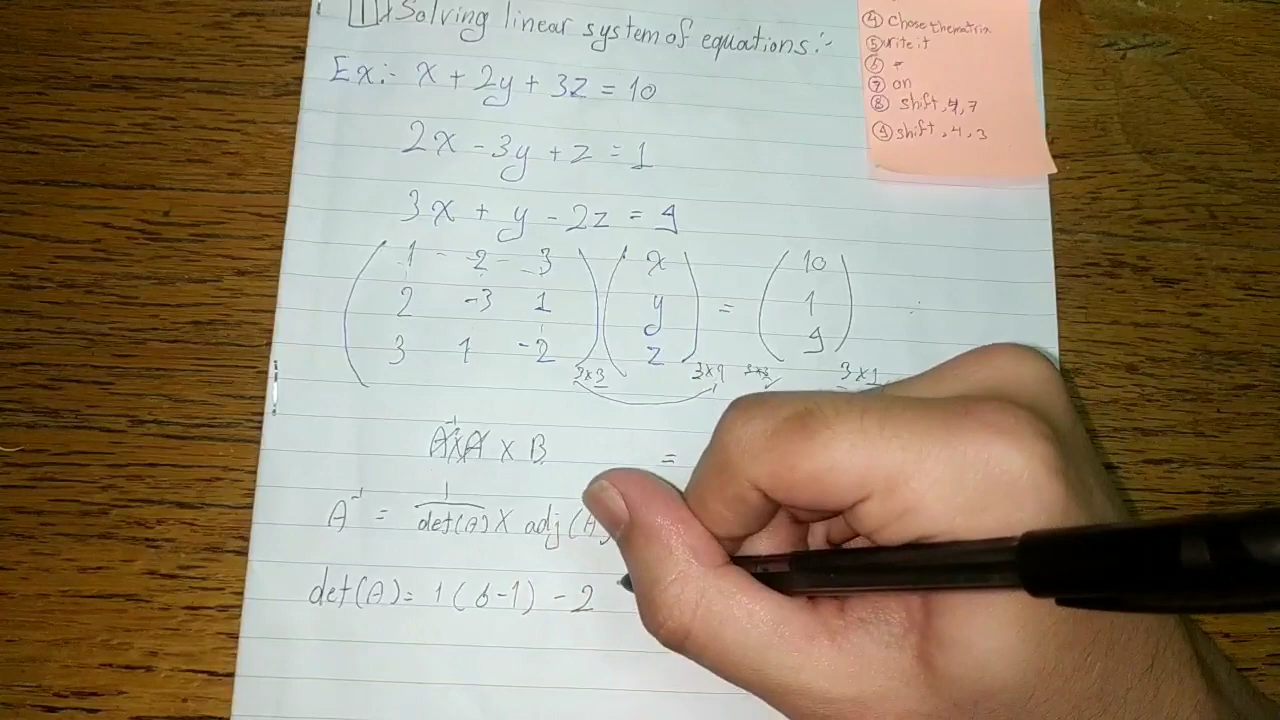 1 Solving linear system of equations :-
Ex:- x + 2y + 3z = 10
2x - 3y + z = 1
3x + y - 2z = 9
1 2 3 x 10
2 -3 1 y = 1
3 1 -2 z 9
3x3 3x1 3x1
A⁻¹ x A x B =
A⁻¹ = 1/det(A) x adj(A)
det(A) = 1(6-1) - 2
④ chose the matrix
⑤ write it
⑥
⑦ on
⑧ shift, 4, 7
⑨ shift, 4, 3